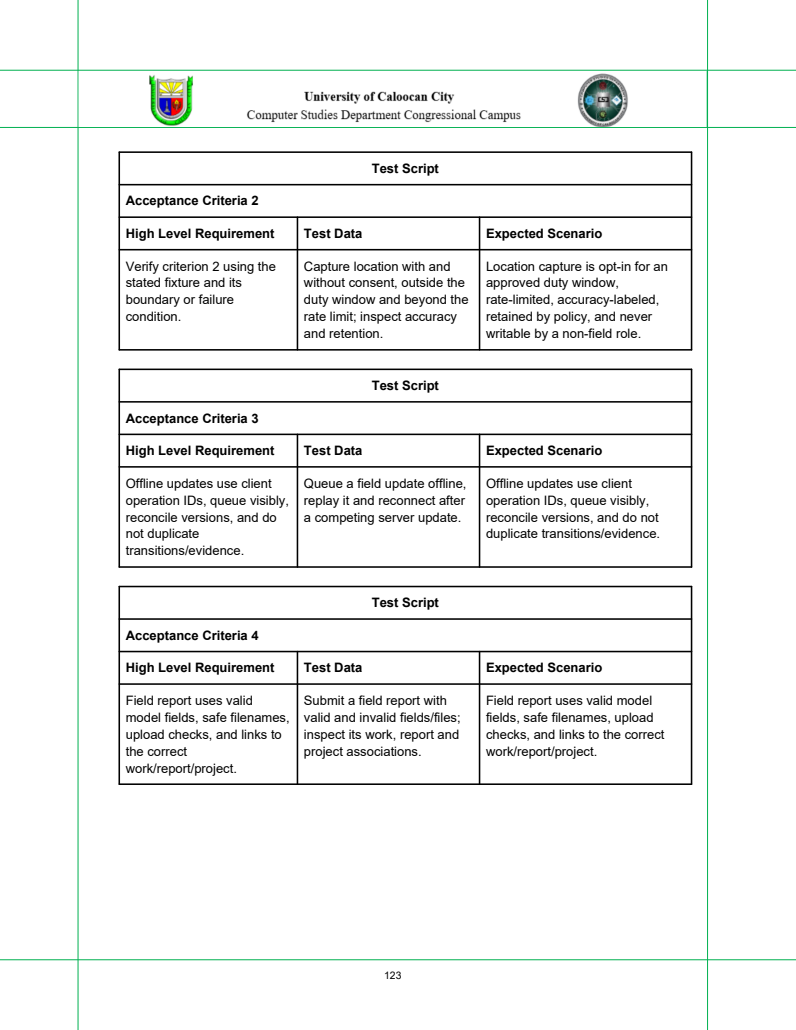 University of Caloocan City
Computer Studies Department Congressional Campus
Test Script
Acceptance Criteria 2
High Level Requirement
Test Data
Expected Scenario
Verify criterion 2 using the
stated fixture and its
boundary or failure
condition.
Capture location with and
without consent, outside the
duty window and beyond the
rate limit; inspect accuracy
and retention.
Location capture is opt-in for an
approved duty window,
rate-limited, accuracy-labeled,
retained by policy, and never
writable by a non-field role.
Test Script
Acceptance Criteria 3
High Level Requirement
Test Data
Expected Scenario
Offline updates use client
operation IDs, queue visibly,
reconcile versions, and do
not duplicate
transitions/evidence.
Queue a field update offline,
replay it and reconnect after
a competing server update.
Offline updates use client
operation IDs, queue visibly,
reconcile versions, and do not
duplicate transitions/evidence.
Test Script
Acceptance Criteria 4
High Level Requirement
Test Data
Expected Scenario
Field report uses valid
model fields, safe filenames,
upload checks, and links to
the correct
work/report/project.
Submit a field report with
valid and invalid fields/files;
inspect its work, report and
project associations.
Field report uses valid model
fields, safe filenames, upload
checks, and links to the correct
work/report/project.
123